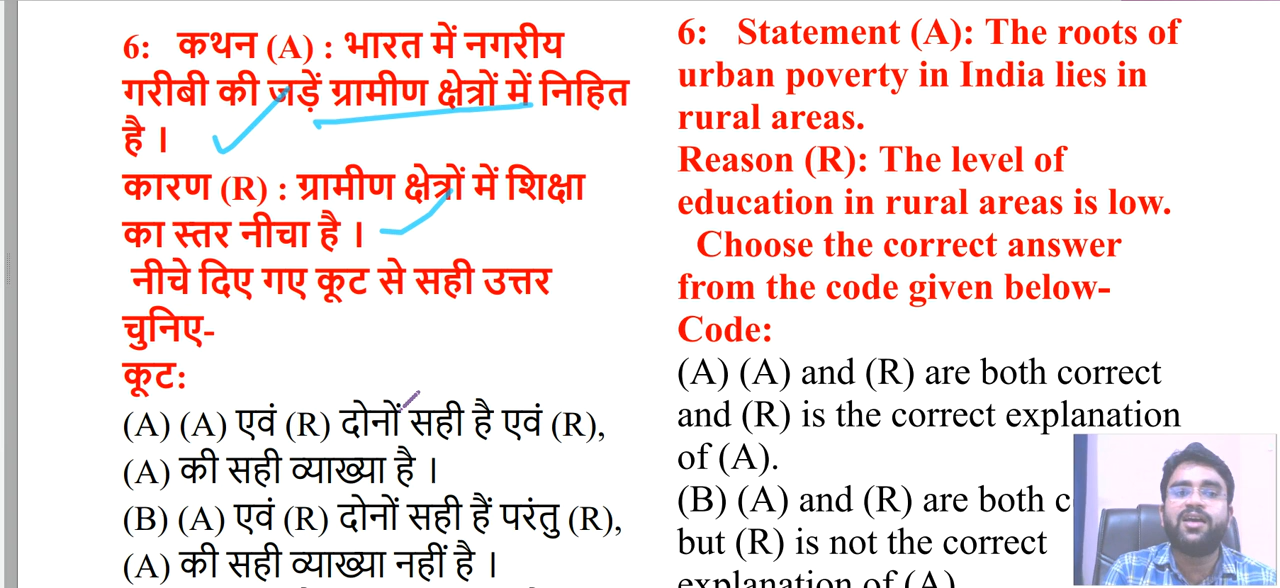 6: कथन (A) : भारत में नगरीय
गरीबी की जड़ें ग्रामीण क्षेत्रों में निहित
है ।
कारण (R) : ग्रामीण क्षेत्रों में शिक्षा
का स्तर नीचा है ।
नीचे दिए गए कूट से सही उत्तर
चुनिए-
कूट:
(A) (A) एवं (R) दोनों सही है एवं (R),
(A) की सही व्याख्या है ।
(B) (A) एवं (R) दोनों सही हैं परंतु (R),
(A) की सही व्याख्या नहीं है ।
6: Statement (A): The roots of
urban poverty in India lies in
rural areas.
Reason (R): The level of
education in rural areas is low.
Choose the correct answer
from the code given below-
Code:
(A) (A) and (R) are both correct
and (R) is the correct explanation
of (A).
(B) (A) and (R) are both c
but (R) is not the correct
explanation of (A)